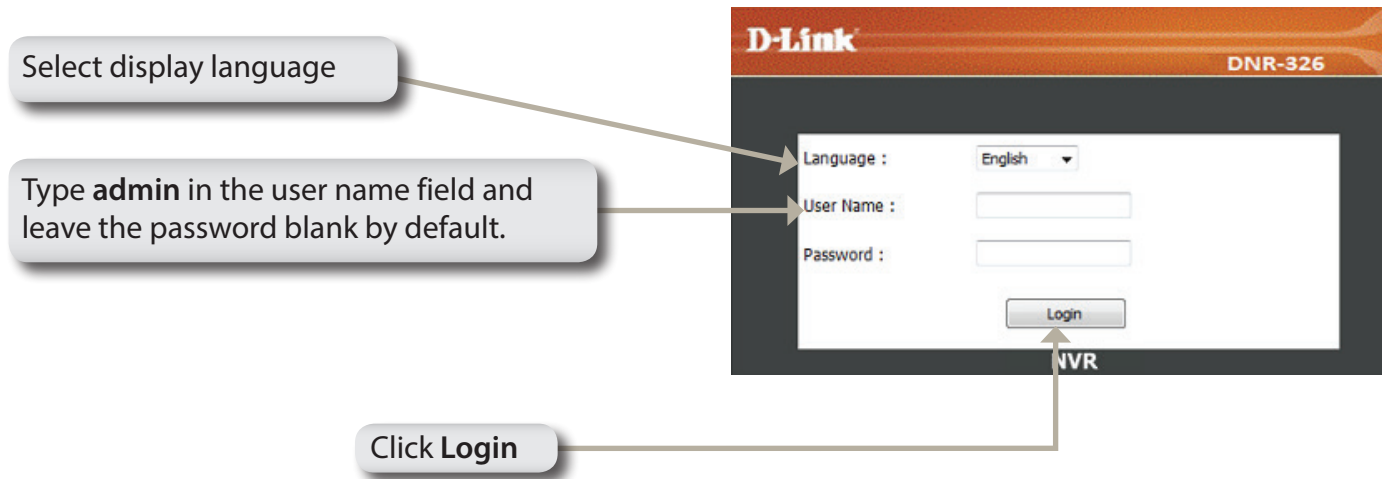 D-Link
DNR-326
Select display language
Language :
English
Type admin in the user name field and
leave the password blank by default.
User Name :
Password :
Login
NVR
Click Login